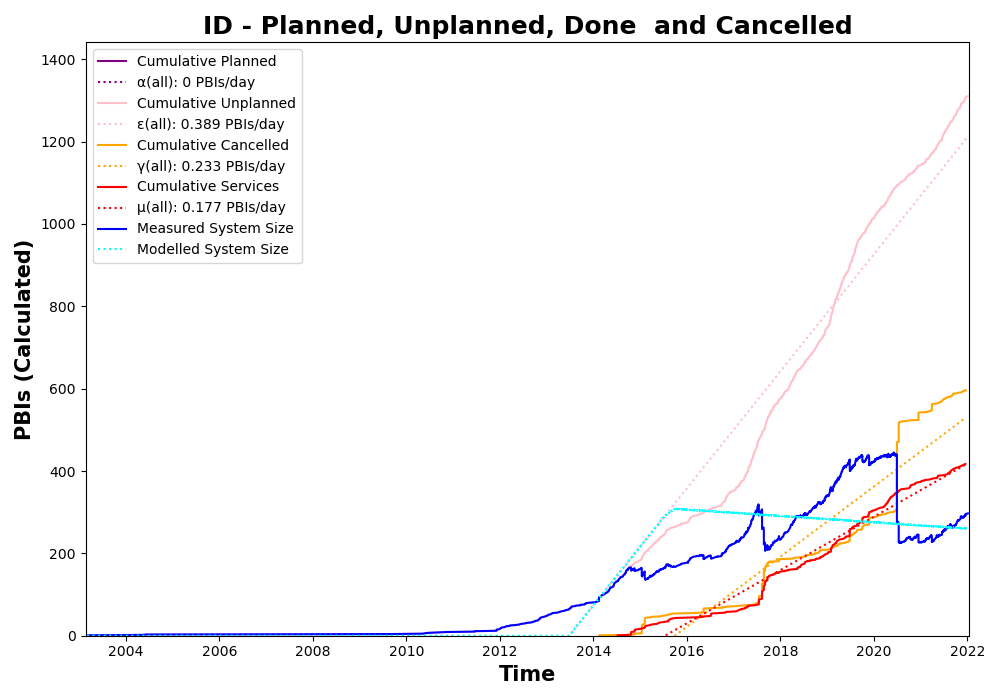 ID - Planned, Unplanned, Done  and Cancelled
PBIs (Calculated)
1400
1200
1000
800
600
400
200
0
Cumulative Planned
α(all): 0 PBIs/day
Cumulative Unplanned
ε(all): 0.389 PBIs/day
Cumulative Cancelled
γ(all): 0.233 PBIs/day
Cumulative Services
μ(all): 0.177 PBIs/day
Measured System Size
Modelled System Size
2004 2006 2008 2010 2012 2014 2016 2018 2020 2022
Time